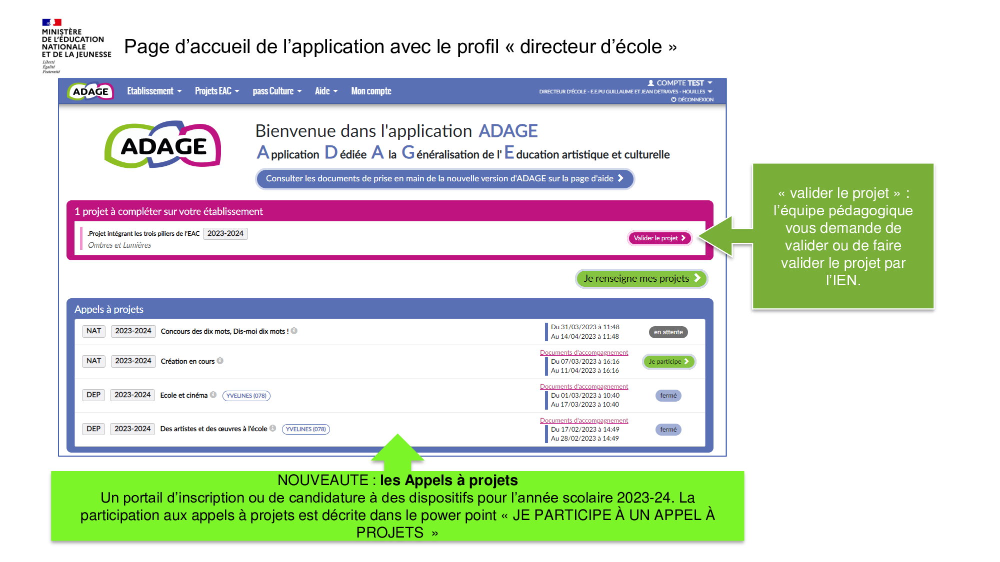 MINISTÈRE
DE L'ÉDUCATION
NATIONALE
ET DE LA JEUNESSE
Liberté
Égalité
Fraternité
Page d’accueil de l’application avec le profil « directeur d’école »
ADAGE
Etablissement
Projets EAC
pass Culture
Aide
Mon compte
COMPTE TEST
DIRECTEUR D'ÉCOLE - E.E.PU GUILLAUME ET JEAN DETRAVES - HOUILLES
DÉCONNEXION
ADAGE
Bienvenue dans l'application ADAGE
Application Dédiée A la Généralisation de l' Education artistique et culturelle
Consulter les documents de prise en main de la nouvelle version d'ADAGE sur la page d'aide
1 projet à compléter sur votre établissement
.Projet intégrant les trois piliers de l'EAC 2023-2024
Ombres et Lumières
Valider le projet
« valider le projet » :
l’équipe pédagogique
vous demande de
valider ou de faire
valider le projet par
l’IEN.
Je renseigne mes projets
Appels à projets
NAT 2023-2024 Concours des dix mots, Dis-moi dix mots !
Du 31/03/2023 à 11:48
Au 14/04/2023 à 11:48
en attente
NAT 2023-2024 Création en cours
Documents d'accompagnement
Du 07/03/2023 à 16:16
Au 11/04/2023 à 16:16
Je participe
DEP 2023-2024 Ecole et cinéma YVELINES (078)
Documents d'accompagnement
Du 01/03/2023 à 10:40
Au 17/03/2023 à 10:40
fermé
DEP 2023-2024 Des artistes et des œuvres à l'école YVELINES (078)
Documents d'accompagnement
Du 17/02/2023 à 14:49
Au 28/02/2023 à 14:49
fermé
NOUVEAUTE : les Appels à projets
Un portail d’inscription ou de candidature à des dispositifs pour l’année scolaire 2023-24. La
participation aux appels à projets est décrite dans le power point « JE PARTICIPE À UN APPEL À
PROJETS »